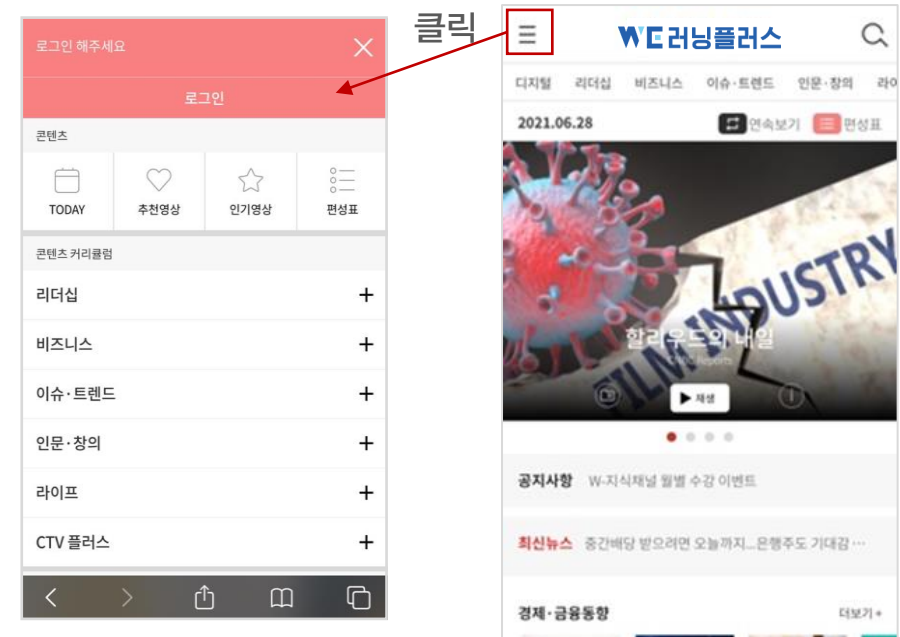 로그인 해주세요
로그인
콘텐츠
TODAY
추천영상
인기영상
편성표
콘텐츠 커리큘럼
리더십
비즈니스
이슈·트렌드
인문·창의
라이프
CTV 플러스
클릭
WE러닝플러스
디지털 리더십 비즈니스 이슈·트렌드 인문·창의 라이
2021.06.28
연속보기 편성표
FILM INDUSTRY
할리우드의 내일
CNBC Reports
재생
공지사항 W-지식채널 월별 수강 이벤트
최신뉴스 중간배당 받으려면 오늘까지...은행주도 기대감 ···
경제·금융동향
더보기 +